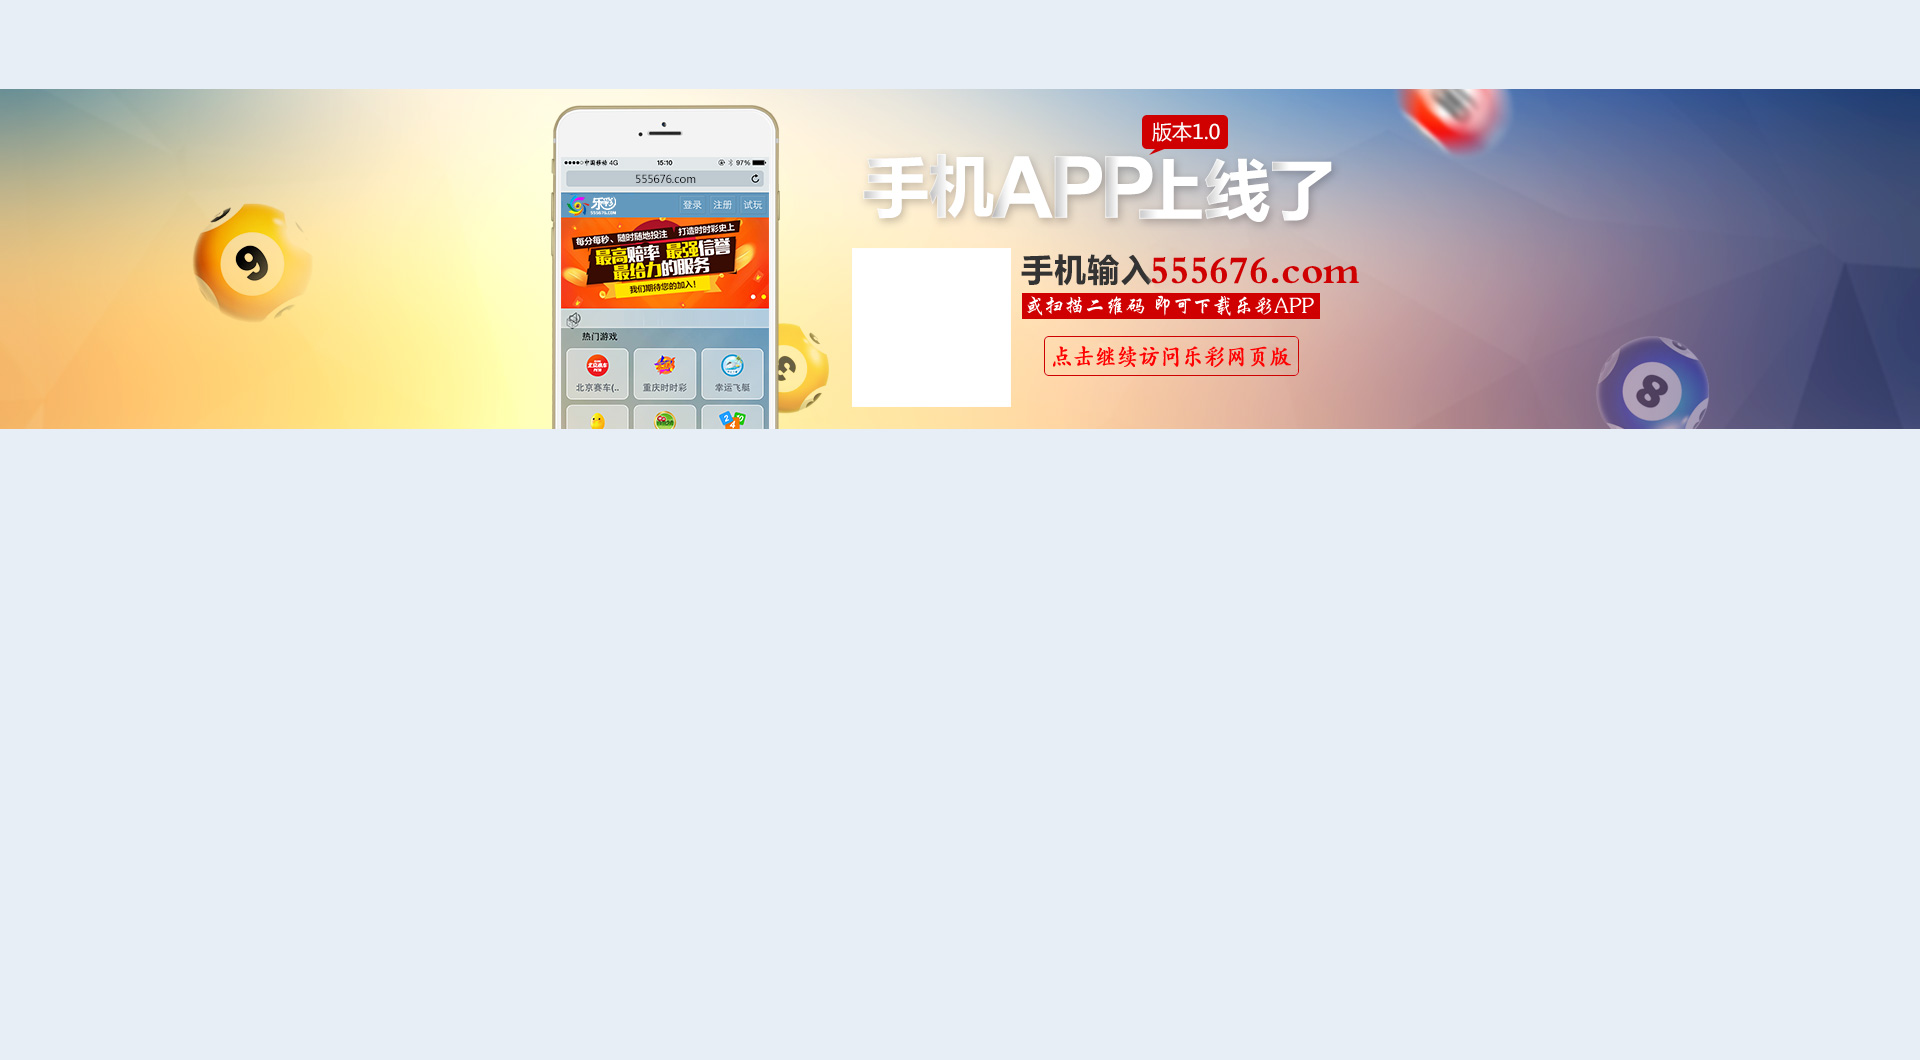 版本1.0
手机APP上线了
手机输入555676.com
或扫描二维码 即可下载乐彩APP
点击继续访问乐彩网页版
中国移动 4G 15:10 97%
555676.com
乐彩
555676.COM
登录 注册 试玩
每分每秒、随时随地投注 打造时时彩史上
最高赔率 最强信誉
最给力的服务
我们期待您的加入!
热门游戏
北京赛车(.. 重庆时时彩 幸运飞艇
9
8